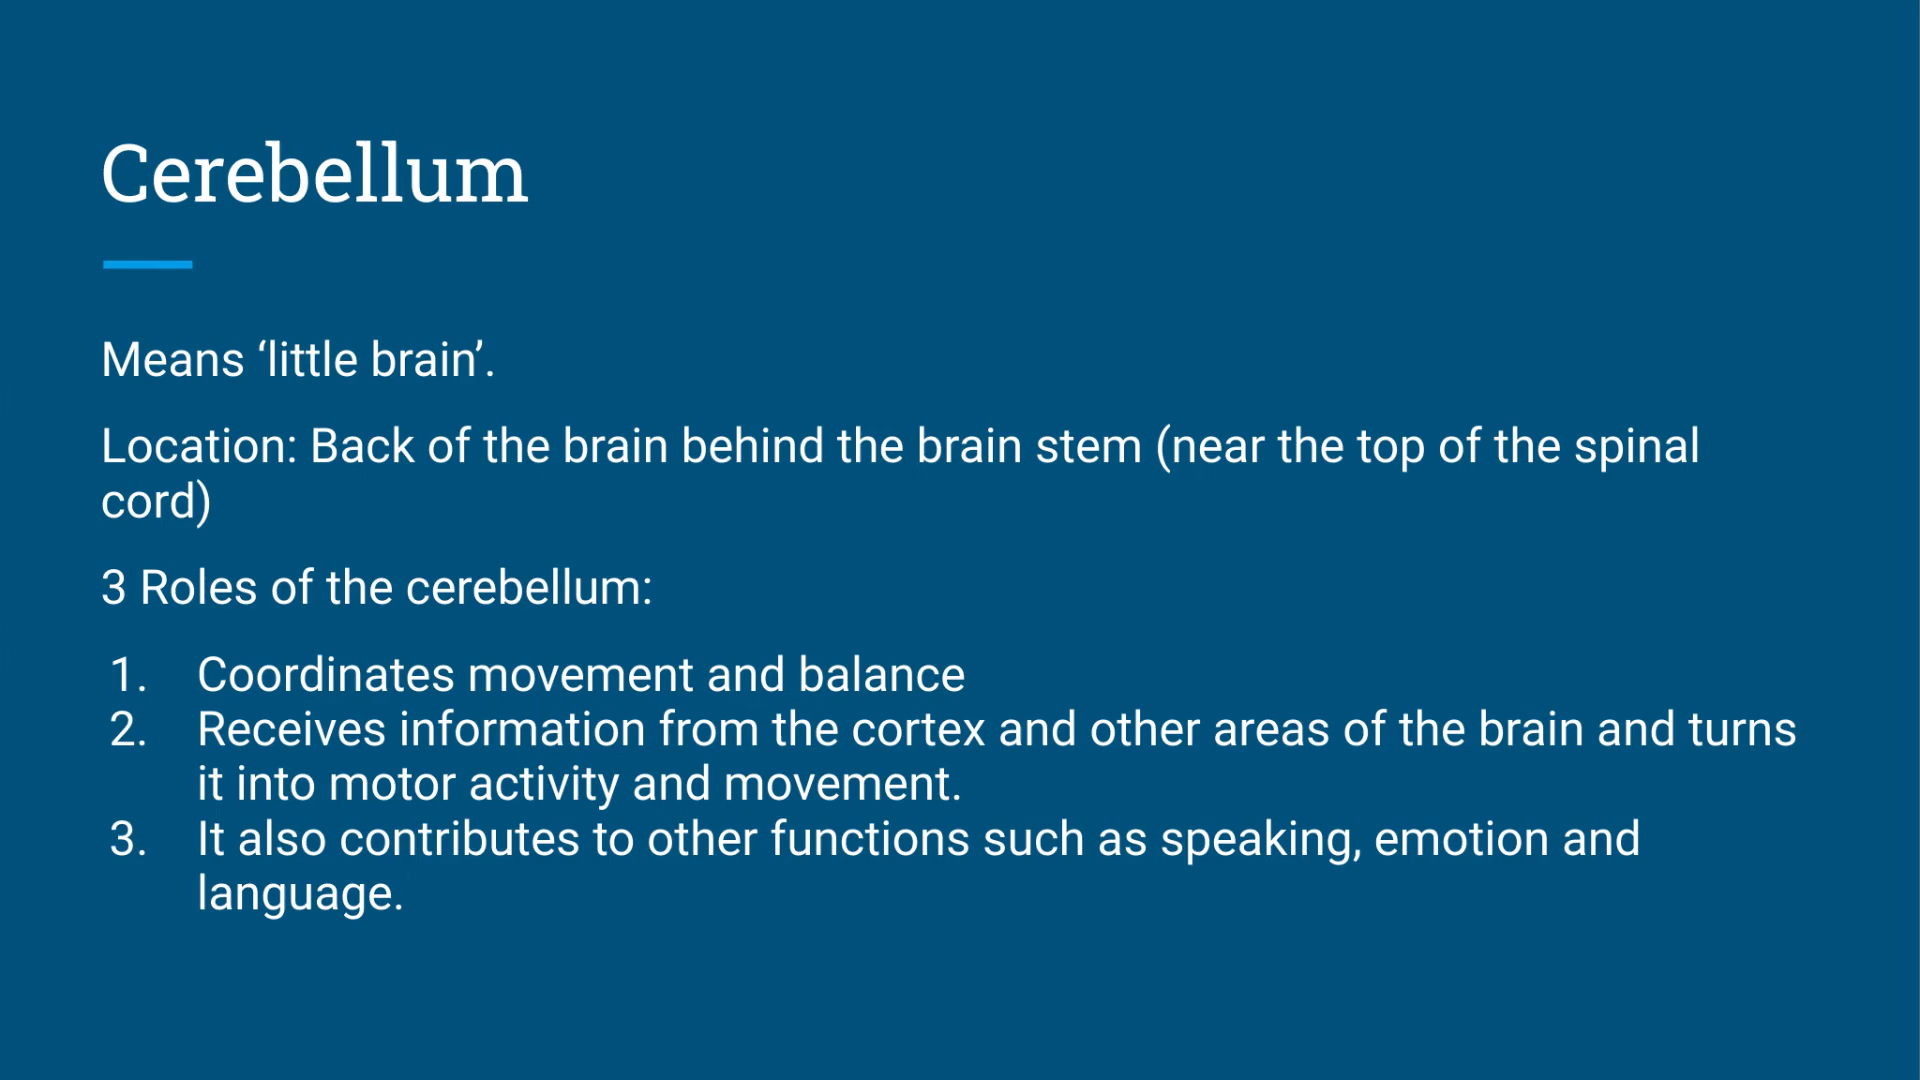 Cerebellum
Means ‘little brain’.
Location: Back of the brain behind the brain stem (near the top of the spinal
cord)
3 Roles of the cerebellum:
1. Coordinates movement and balance
2. Receives information from the cortex and other areas of the brain and turns
it into motor activity and movement.
3. It also contributes to other functions such as speaking, emotion and
language.